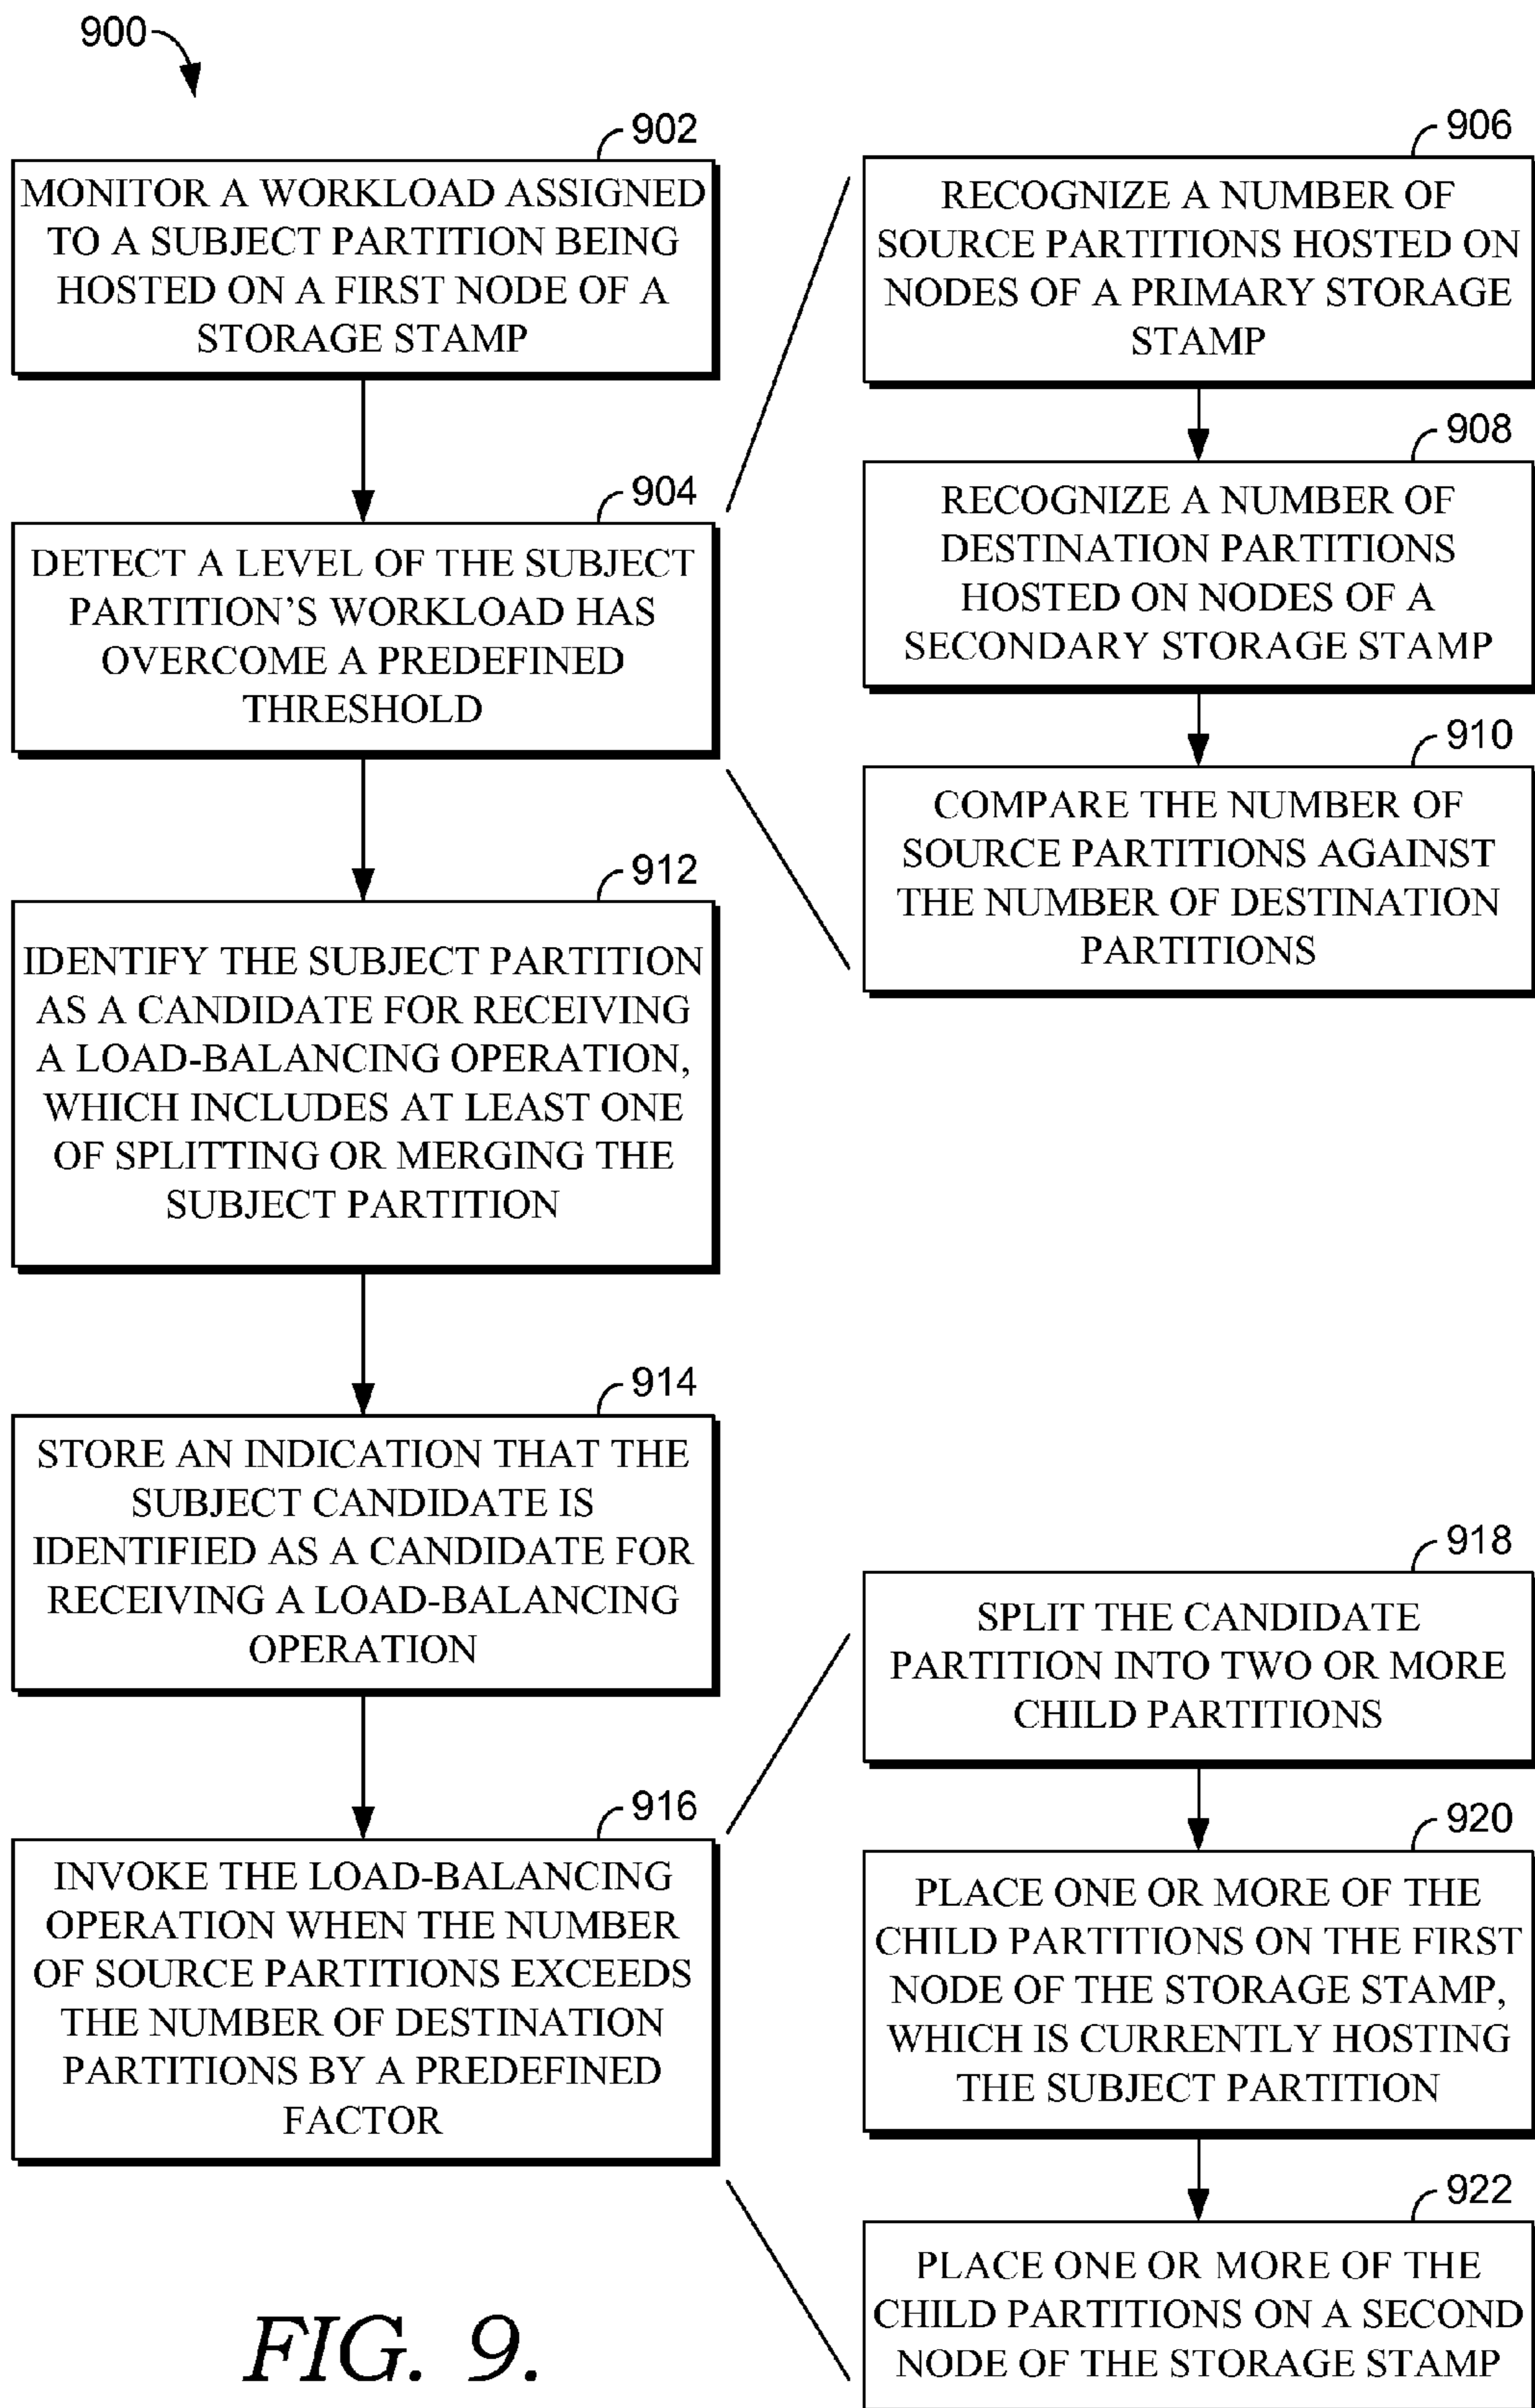 900
902
MONITOR A WORKLOAD ASSIGNED
TO A SUBJECT PARTITION BEING
HOSTED ON A FIRST NODE OF A
STORAGE STAMP
904
DETECT A LEVEL OF THE SUBJECT
PARTITION'S WORKLOAD HAS
OVERCOME A PREDEFINED
THRESHOLD
906
RECOGNIZE A NUMBER OF
SOURCE PARTITIONS HOSTED ON
NODES OF A PRIMARY STORAGE
STAMP
908
RECOGNIZE A NUMBER OF
DESTINATION PARTITIONS
HOSTED ON NODES OF A
SECONDARY STORAGE STAMP
910
COMPARE THE NUMBER OF
SOURCE PARTITIONS AGAINST
THE NUMBER OF DESTINATION
PARTITIONS
912
IDENTIFY THE SUBJECT PARTITION
AS A CANDIDATE FOR RECEIVING
A LOAD-BALANCING OPERATION,
WHICH INCLUDES AT LEAST ONE
OF SPLITTING OR MERGING THE
SUBJECT PARTITION
914
STORE AN INDICATION THAT THE
SUBJECT CANDIDATE IS
IDENTIFIED AS A CANDIDATE FOR
RECEIVING A LOAD-BALANCING
OPERATION
916
INVOKE THE LOAD-BALANCING
OPERATION WHEN THE NUMBER
OF SOURCE PARTITIONS EXCEEDS
THE NUMBER OF DESTINATION
PARTITIONS BY A PREDEFINED
FACTOR
918
SPLIT THE CANDIDATE
PARTITION INTO TWO OR MORE
CHILD PARTITIONS
920
PLACE ONE OR MORE OF THE
CHILD PARTITIONS ON THE FIRST
NODE OF THE STORAGE STAMP,
WHICH IS CURRENTLY HOSTING
THE SUBJECT PARTITION
922
PLACE ONE OR MORE OF THE
CHILD PARTITIONS ON A SECOND
NODE OF THE STORAGE STAMP
FIG. 9.